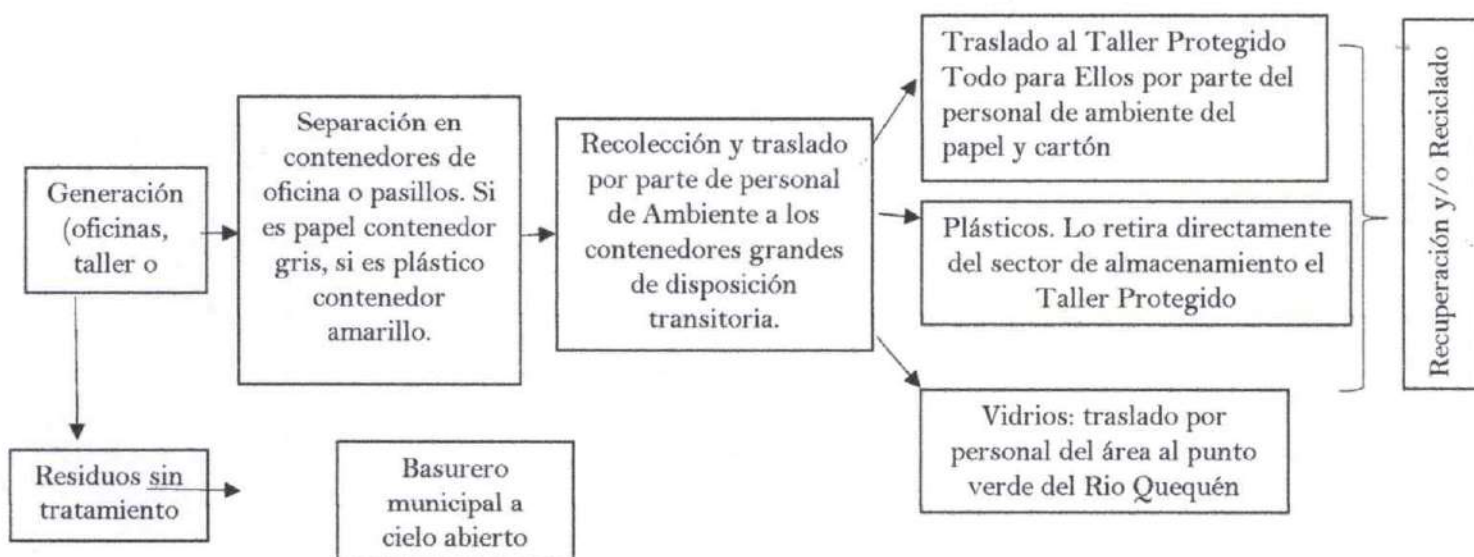 Generación
(oficinas,
taller o
Separación en
contenedores de
oficina o pasillos. Si
es papel contenedor
gris, si es plástico
contenedor
amarillo.
Recolección y traslado
por parte de personal
de Ambiente a los
contenedores grandes
de disposición
transitoria.
Traslado al Taller Protegido
Todo para Ellos por parte del
personal de ambiente del
papel y cartón
Plásticos. Lo retira directamente
del sector de almacenamiento el
Taller Protegido
Vidrios: traslado por
personal del área al punto
verde del Rio Quequén
Recuperación y/o Reciclado
Residuos sin
tratamiento
Basurero
municipal a
cielo abierto